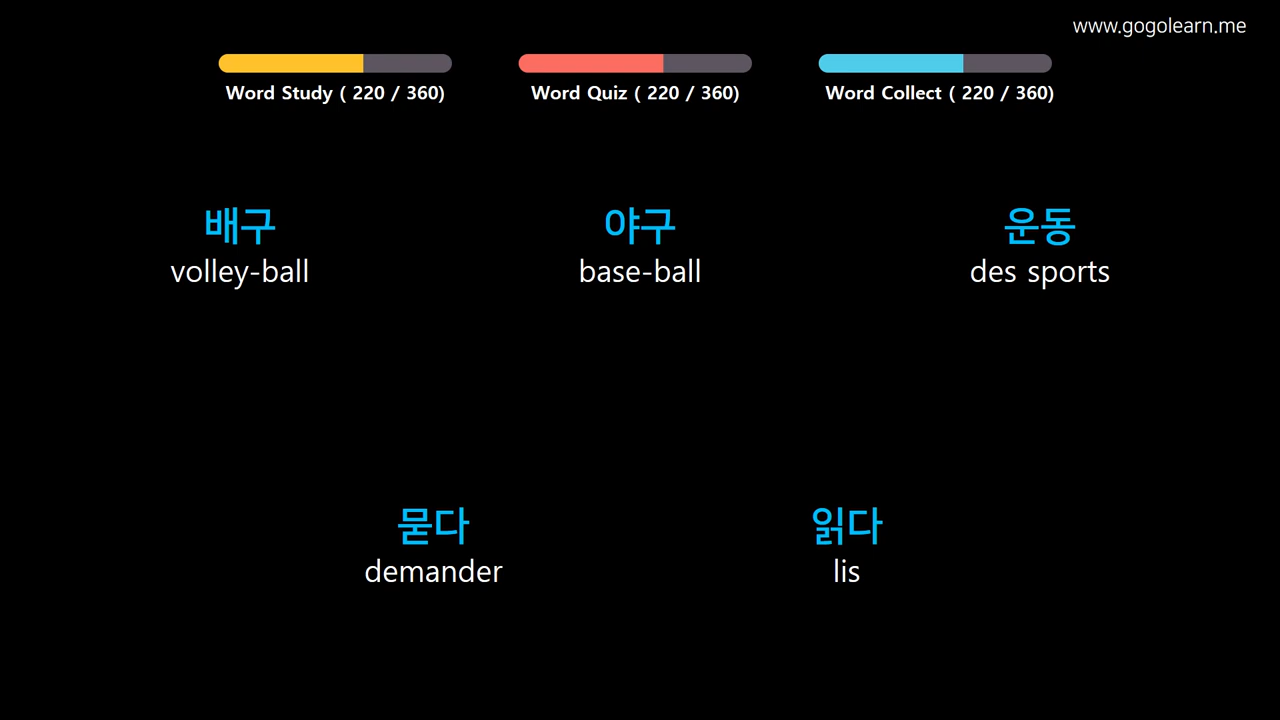 www.gogolearn.me
Word Study ( 220 / 360)
Word Quiz ( 220 / 360)
Word Collect ( 220 / 360)
배구
volley-ball
야구
base-ball
운동
des sports
묻다
demander
읽다
lis